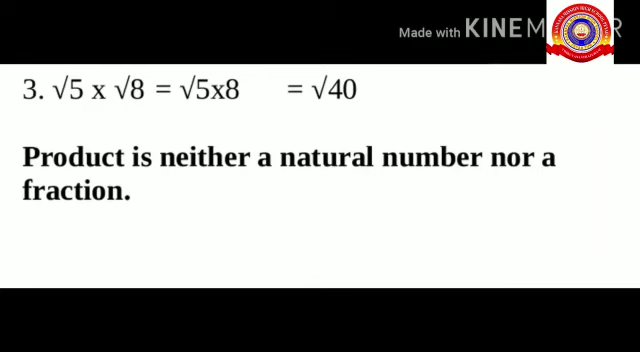 Made with KINEM R
3. √5 x √8 = √5x8 = √40
Product is neither a natural number nor a
fraction.